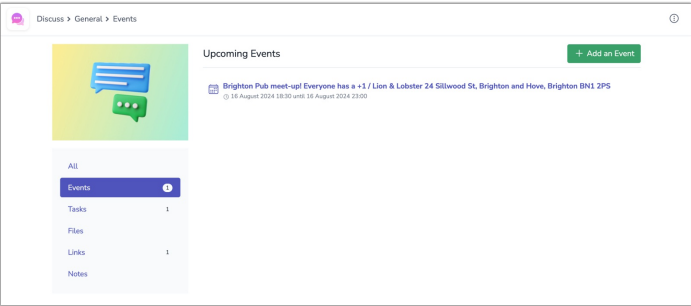 Discuss > General > Events
Upcoming Events
+ Add an Event
Brighton Pub meet-up! Everyone has a +1 / Lion & Lobster 24 Sillwood St, Brighton and Hove, Brighton BN1 2PS
16 August 2024 18:30 until 16 August 2024 23:00
All
Events 1
Tasks 1
Files
Links 1
Notes